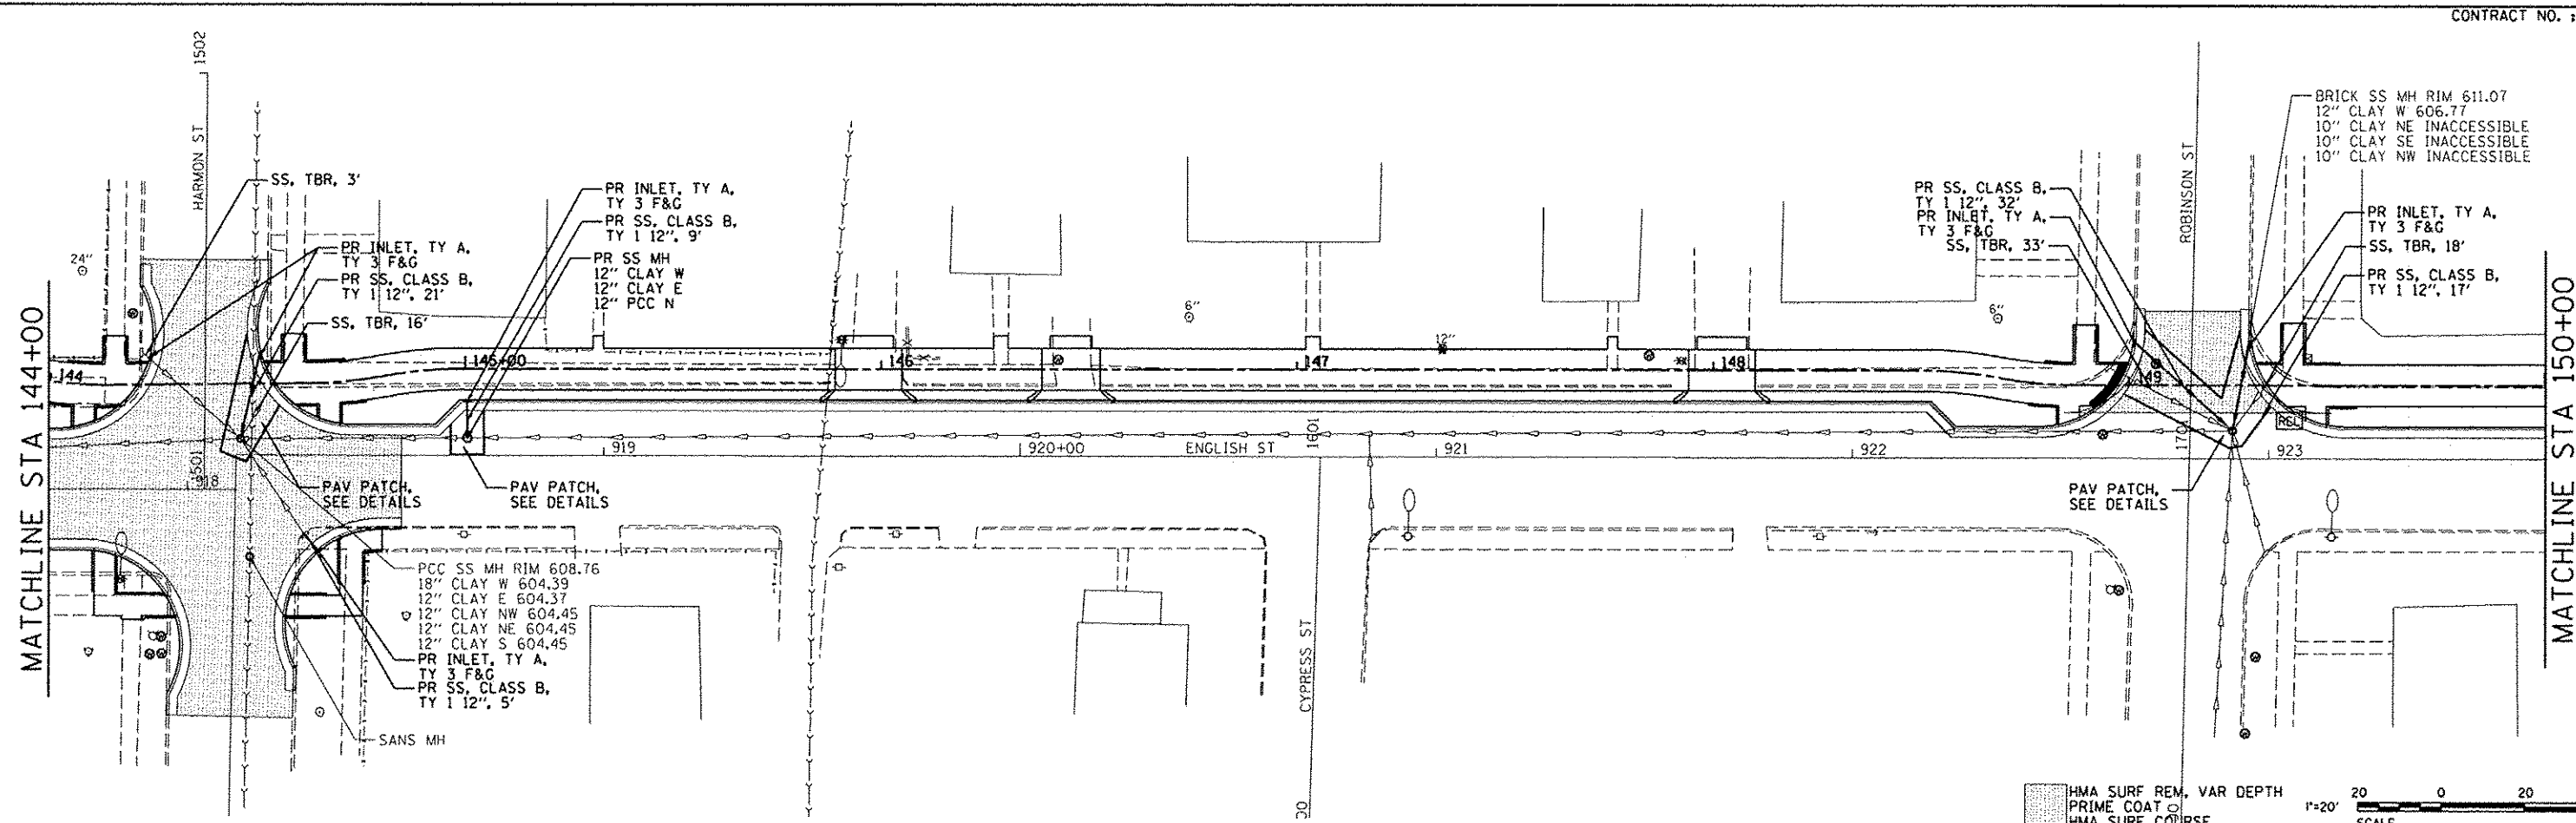 CONTRACT NO.
1502
HARMON ST
SS, TBR, 3'
PR INLET, TY A,
TY 3 F&G
PR SS, CLASS B,
TY 1 12", 21'
SS, TBR, 16'
24"
PR INLET, TY A,
TY 3 F&G
PR SS, CLASS B,
TY 1 12", 9'
PR SS MH
12" CLAY W
12" CLAY E
12" PCC N
6"
12"
6"
PR SS, CLASS B,
TY 1 12", 32'
PR INLET, TY A,
TY 3 F&G
SS, TBR, 33'
ROBINSON ST
BRICK SS MH RIM 611.07
12" CLAY W 606.77
10" CLAY NE INACCESSIBLE
10" CLAY SE INACCESSIBLE
10" CLAY NW INACCESSIBLE
PR INLET, TY A,
TY 3 F&G
SS, TBR, 18'
PR SS, CLASS B,
TY 1 12", 17'
MATCHLINE STA 144+00
MATCHLINE STA 150+00
144
145+00
146
147
148
149
REL
1501
918
919
920+00
ENGLISH ST
1601
921
922
1701
923
PAV PATCH,
SEE DETAILS
PAV PATCH,
SEE DETAILS
PAV PATCH,
SEE DETAILS
PCC SS MH RIM 608.76
18" CLAY W 604.39
12" CLAY E 604.37
12" CLAY NW 604.45
12" CLAY NE 604.45
12" CLAY S 604.45
PR INLET, TY A,
TY 3 F&G
PR SS, CLASS B,
TY 1 12", 5'
SANS MH
CYPRESS ST
HMA SURF REM, VAR DEPTH
PRIME COAT
HMA SURF COURSE
1"=20'
20 0 20
SCALE